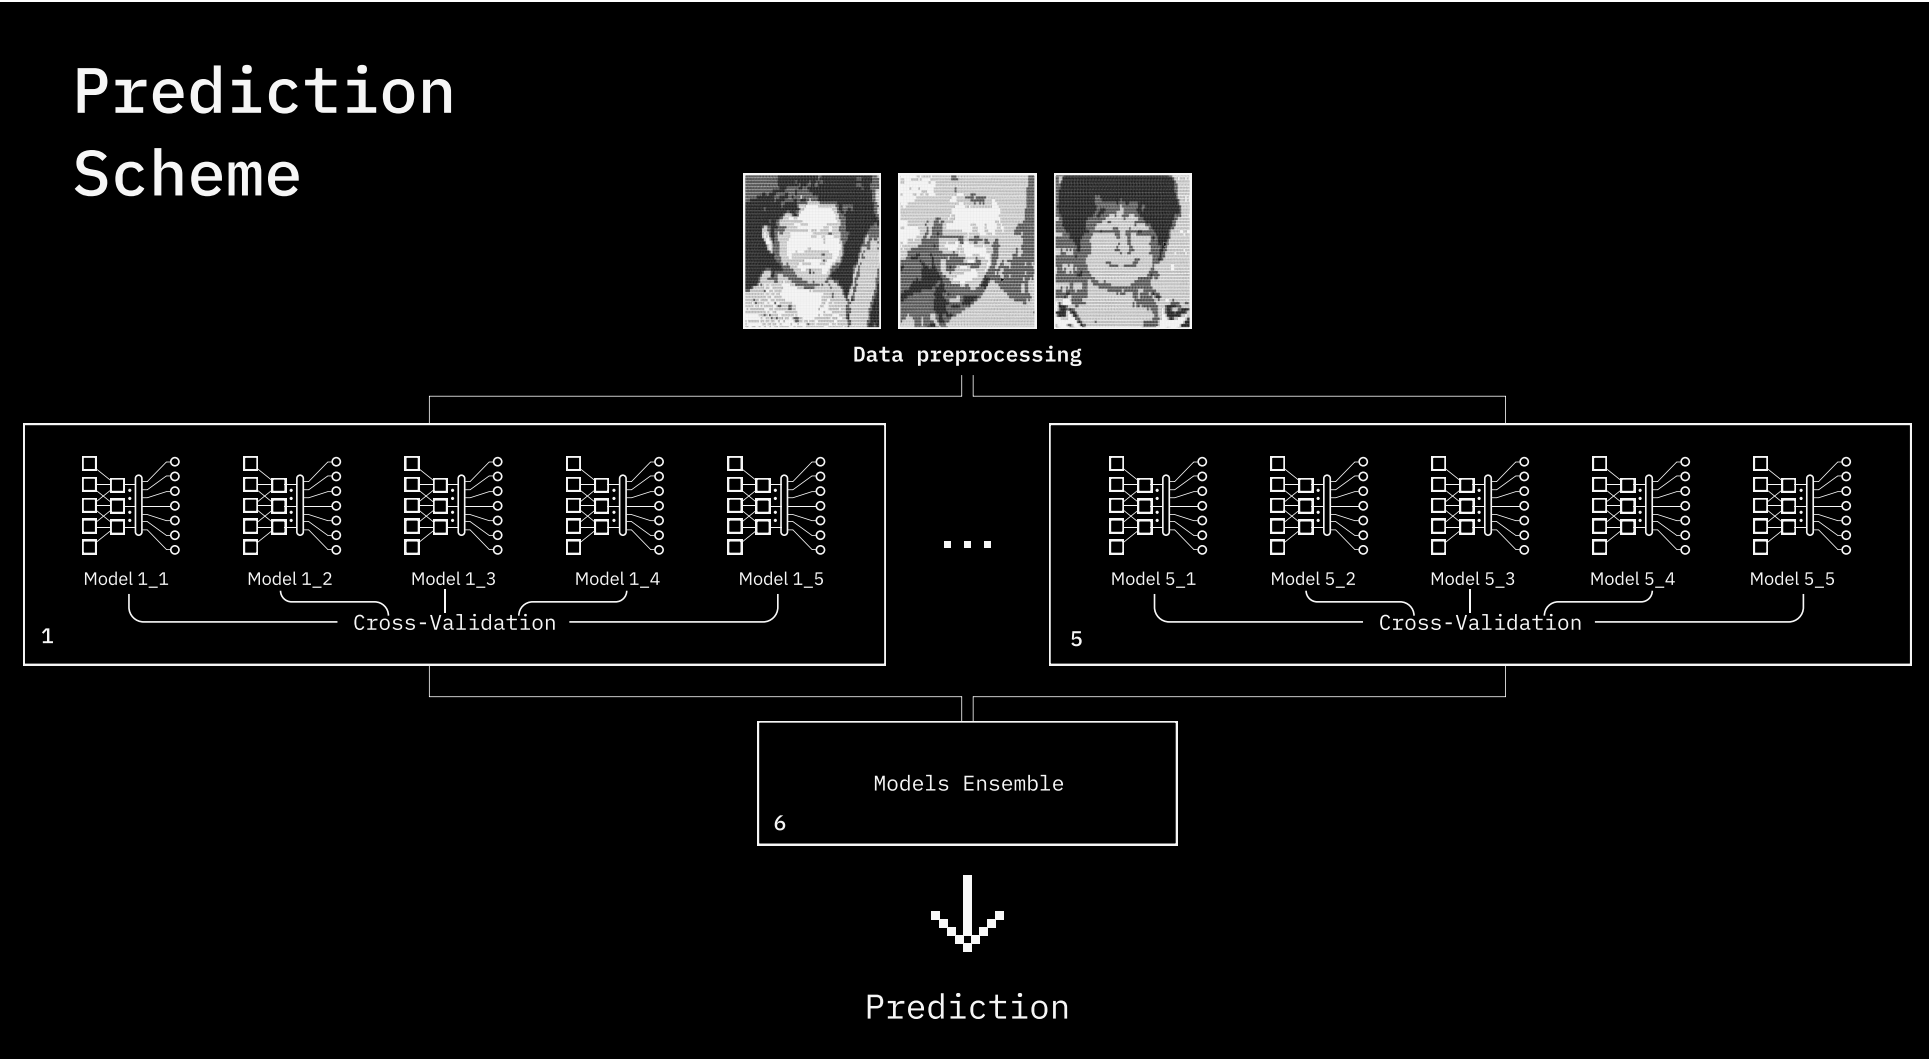 Prediction
Scheme
Data preprocessing
Model 1_1 Model 1_2 Model 1_3 Model 1_4 Model 1_5
Cross-Validation
1
...
Model 5_1 Model 5_2 Model 5_3 Model 5_4 Model 5_5
Cross-Validation
5
Models Ensemble
6
Prediction